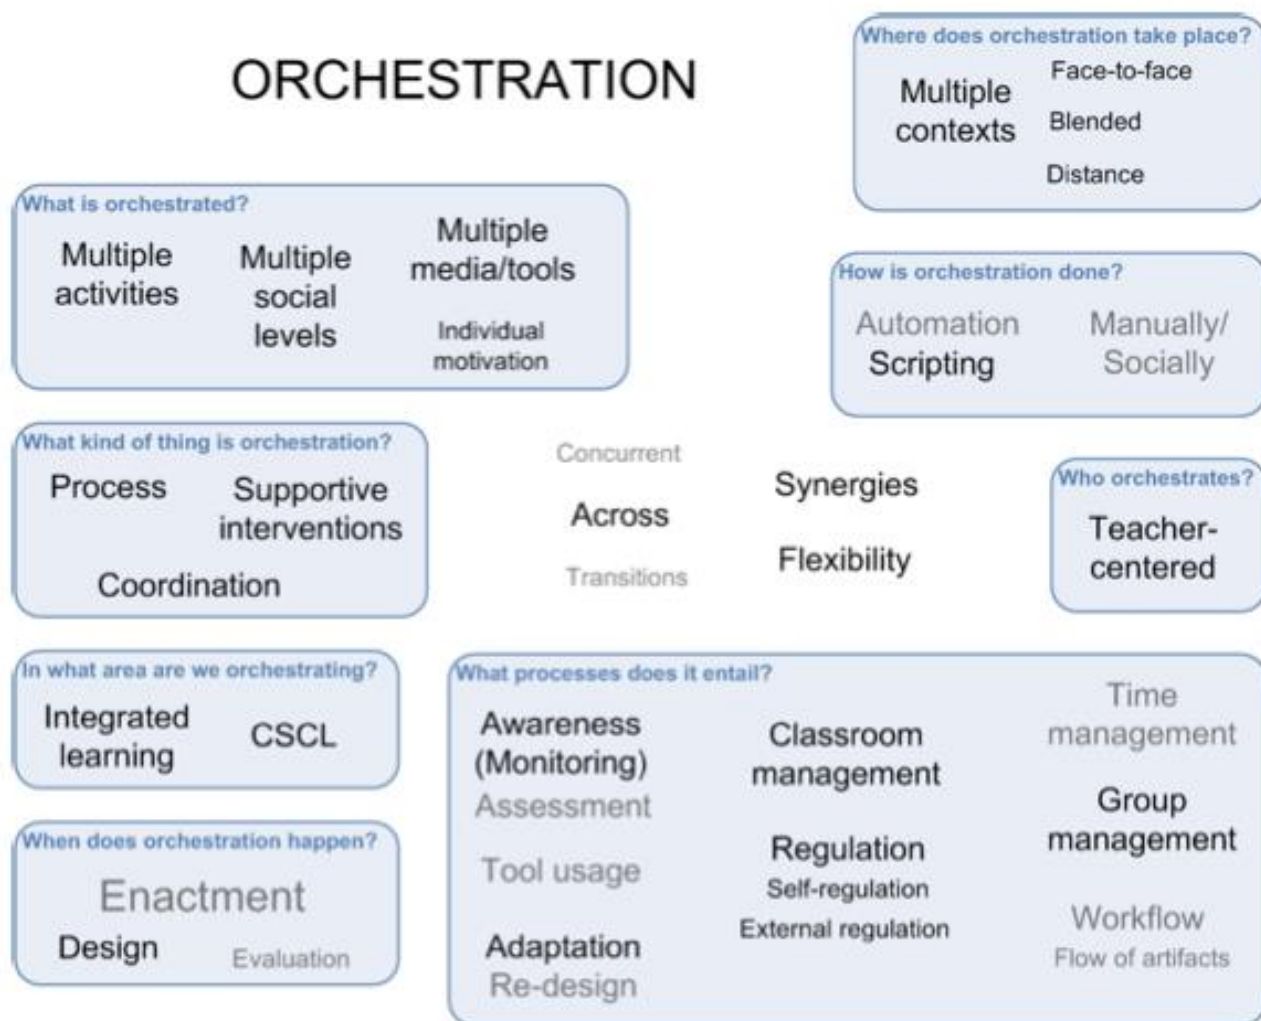 ORCHESTRATION
Where does orchestration take place?
Multiple
contexts
Face-to-face
Blended
Distance
What is orchestrated?
Multiple
activities
Multiple
social
levels
Multiple
media/tools
Individual
motivation
How is orchestration done?
Automation
Scripting
Manually/
Socially
What kind of thing is orchestration?
Process
Supportive
interventions
Coordination
Concurrent
Across
Transitions
Synergies
Flexibility
Who orchestrates?
Teacher-
centered
In what area are we orchestrating?
Integrated
learning
CSCL
When does orchestration happen?
Enactment
Design
Evaluation
What processes does it entail?
Awareness
(Monitoring)
Assessment
Tool usage
Adaptation
Re-design
Classroom
management
Regulation
Self-regulation
External regulation
Time
management
Group
management
Workflow
Flow of artifacts